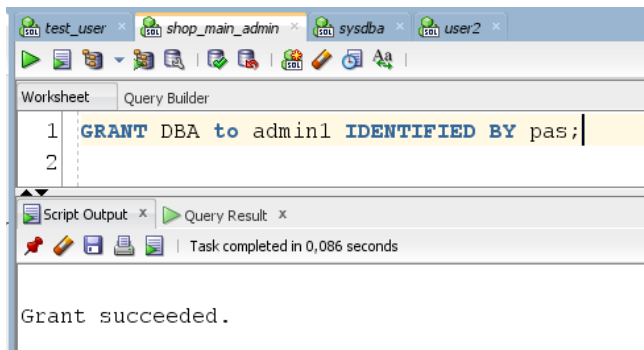 test_user shop_main_admin sysdba user2
Worksheet Query Builder
1 GRANT DBA to admin1 IDENTIFIED BY pas;
2
Script Output x Query Result x
Task completed in 0,086 seconds
Grant succeeded.